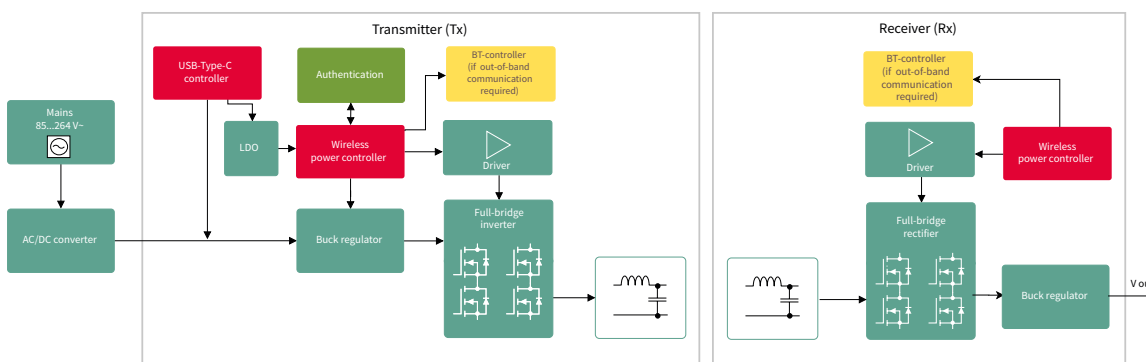 Transmitter (Tx)
Receiver (Rx)
USB-Type-C
controller
Authentication
BT-controller
(if out-of-band
communication
required)
BT-controller
(if out-of-band
communication
required)
Mains
85...264 V~
LDO
Wireless
power controller
Driver
Driver
Wireless
power controller
AC/DC converter
Buck regulator
Full-bridge
inverter
Full-bridge
rectifier
Buck regulator
V ou